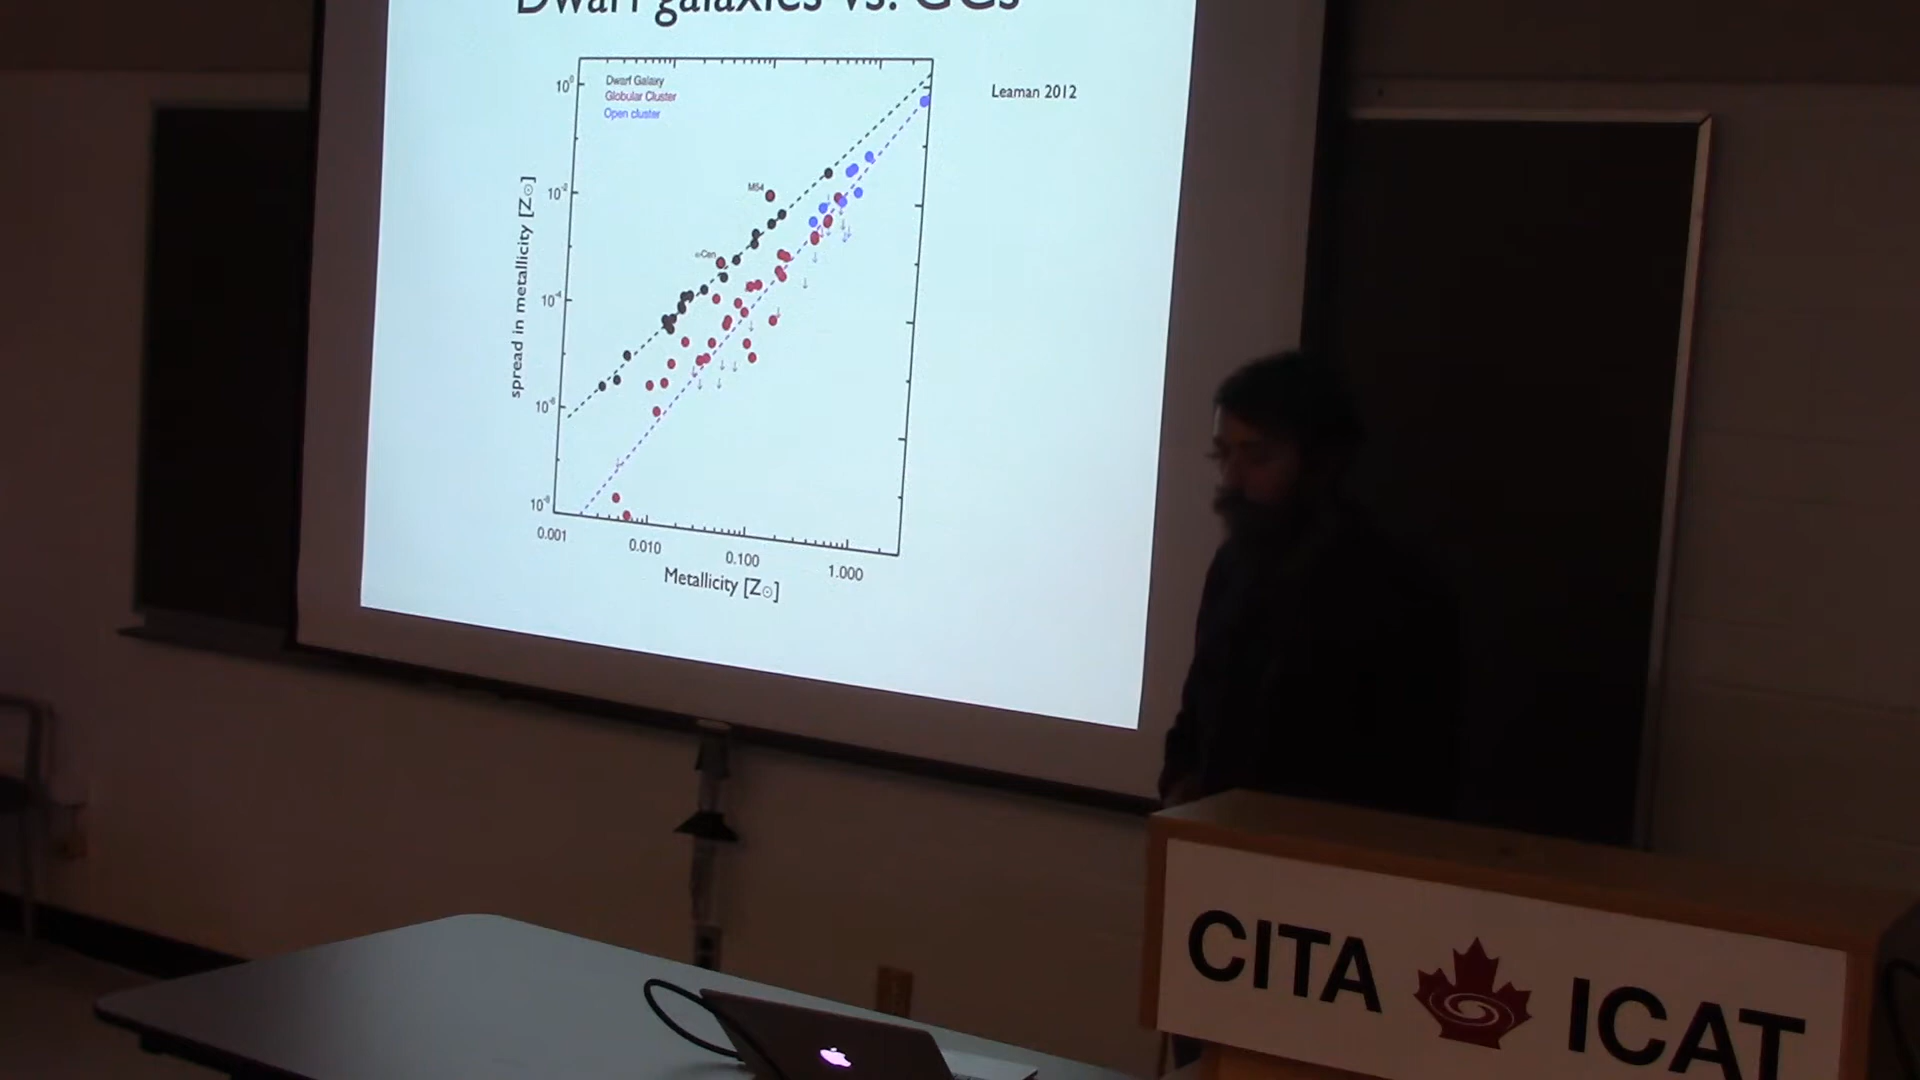 Dwarf galaxies vs. GCs
Dwarf Galaxy
Globular Cluster
Open cluster
Leaman 2012
10⁰
10⁻²
10⁻⁴
10⁻⁶
10⁻⁸
spread in metallicity [Z⊙]
M54
ω-Cen
0.001
0.010
0.100
1.000
Metallicity [Z⊙]
CITA ICAT